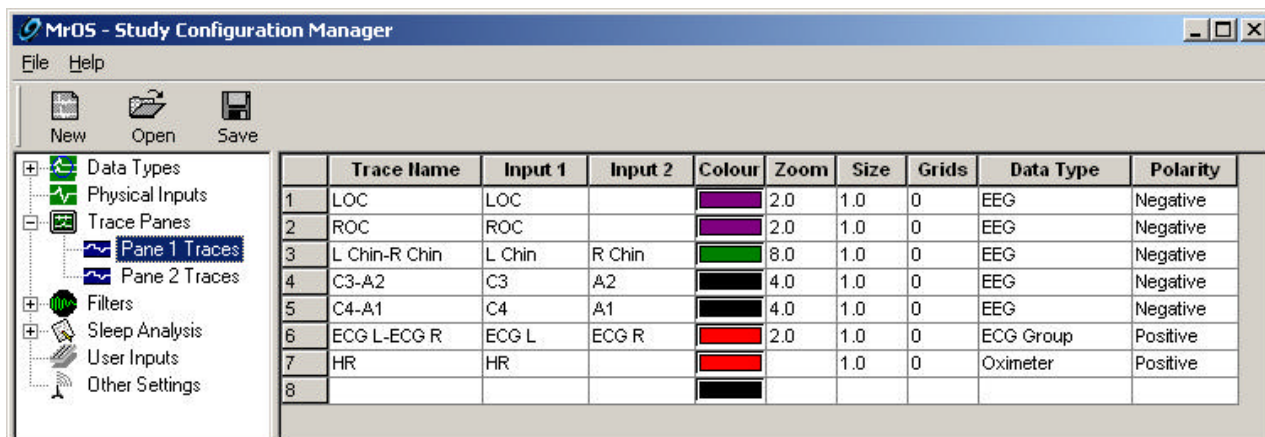 MrOS - Study Configuration Manager
File Help
New Open Save
Data Types
Physical Inputs
Trace Panes
Pane 1 Traces
Pane 2 Traces
Filters
Sleep Analysis
User Inputs
Other Settings
Trace Name Input 1 Input 2 Colour Zoom Size Grids Data Type Polarity
1 LOC LOC 2.0 1.0 0 EEG Negative
2 ROC ROC 2.0 1.0 0 EEG Negative
3 L Chin-R Chin L Chin R Chin 8.0 1.0 0 EEG Negative
4 C3-A2 C3 A2 4.0 1.0 0 EEG Negative
5 C4-A1 C4 A1 4.0 1.0 0 EEG Negative
6 ECG L-ECG R ECG L ECG R 2.0 1.0 0 ECG Group Positive
7 HR HR 1.0 0 Oximeter Positive
8